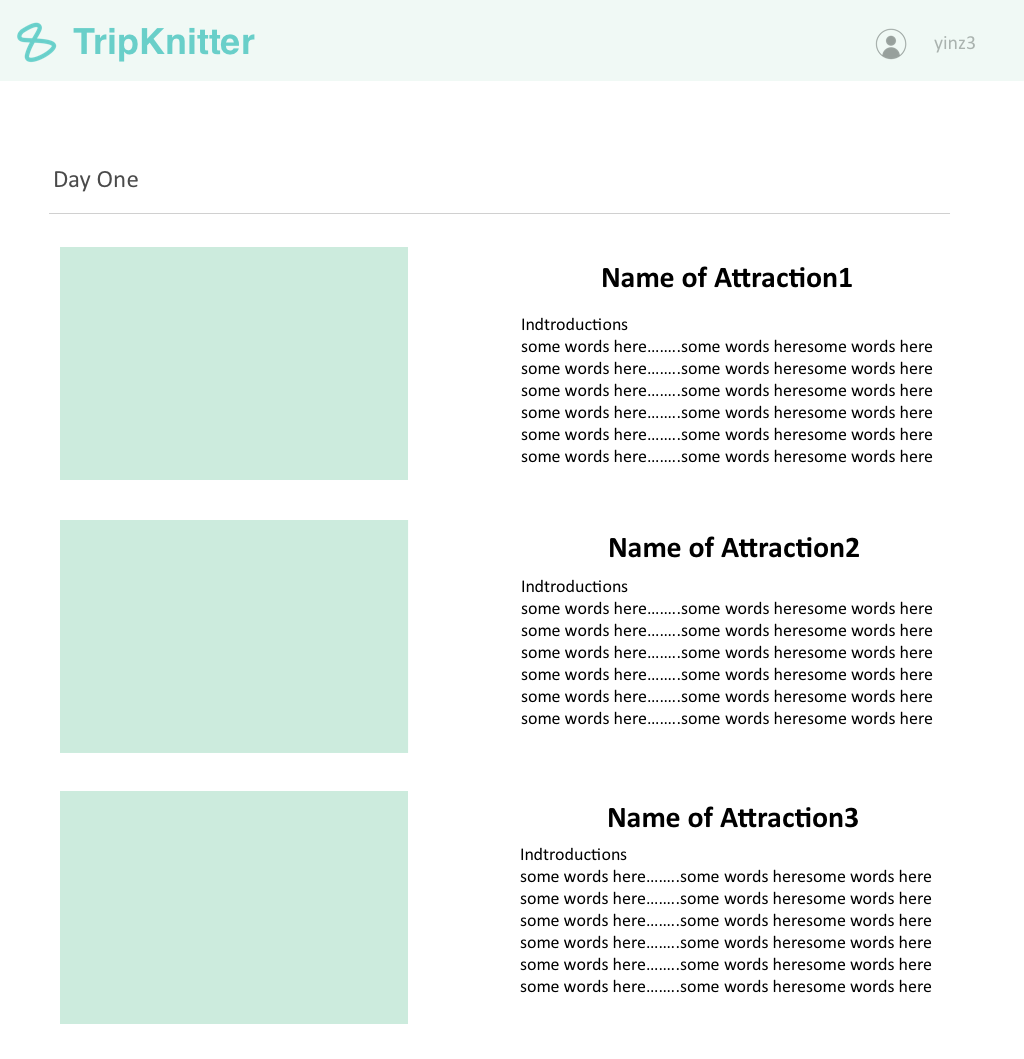 TripKnitter
yinz3
Day One
Name of Attraction1
Indtroductions
some words here........some words heresome words here
some words here........some words heresome words here
some words here........some words heresome words here
some words here........some words heresome words here
some words here........some words heresome words here
some words here........some words heresome words here
Name of Attraction2
Indtroductions
some words here........some words heresome words here
some words here........some words heresome words here
some words here........some words heresome words here
some words here........some words heresome words here
some words here........some words heresome words here
some words here........some words heresome words here
Name of Attraction3
Indtroductions
some words here........some words heresome words here
some words here........some words heresome words here
some words here........some words heresome words here
some words here........some words heresome words here
some words here........some words heresome words here
some words here........some words heresome words here